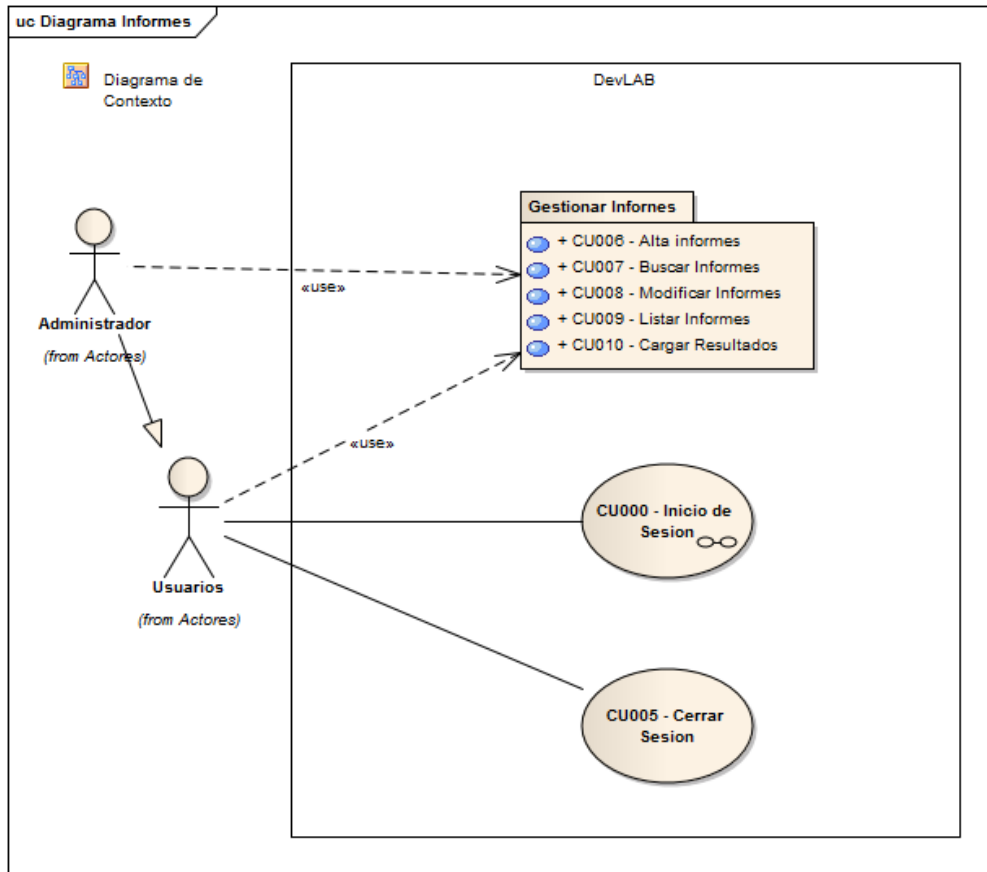 uc Diagrama Informes
Diagrama de
Contexto
DevLAB
Gestionar Infornes
+ CU006 - Alta informes
+ CU007 - Buscar Informes
+ CU008 - Modificar Informes
+ CU009 - Listar Informes
+ CU010 - Cargar Resultados
«use»
Administrador
(from Actores)
«use»
Usuarios
(from Actores)
CU000 - Inicio de
Sesion
CU005 - Cerrar
Sesion